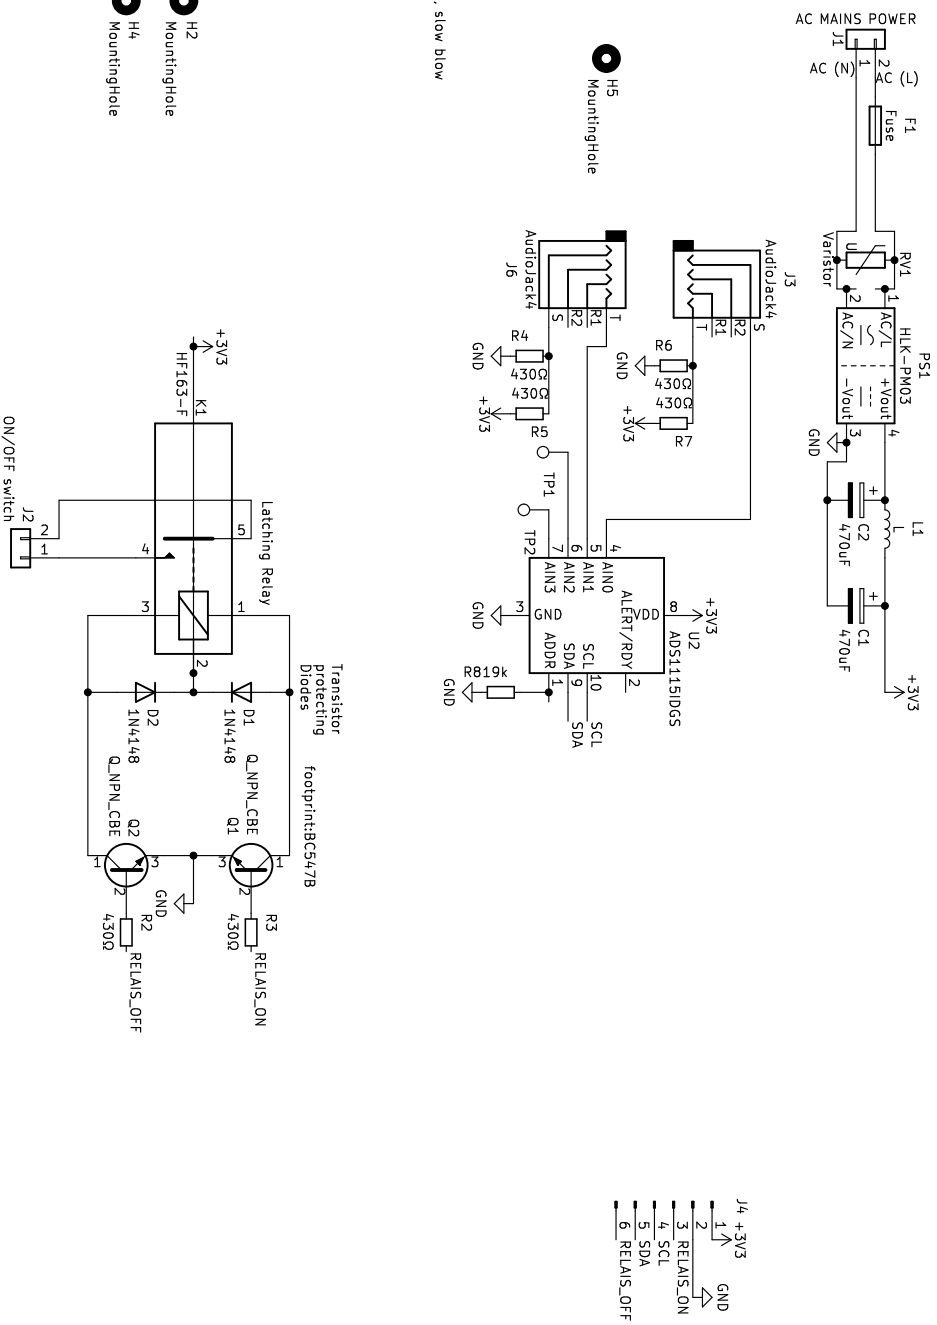 AC MAINS POWER
J1
1
2
AC (N)
AC (L)
F1
Fuse
RV1
U
Varistor
1
2
AC/L
AC/N
PS1
HLK-PM03
+Vout
-Vout
4
3
GND
+
C2
470uF
L1
L
+
C1
470uF
+3V3
H2
MountingHole
H4
MountingHole
, slow blow
H5
MountingHole
AudioJack4
J6
S
R2
R1
T
J3
AudioJack4
S
R2
R1
T
R4
430Ω
GND
430Ω
R5
+3V3
R6
430Ω
GND
430Ω
R7
+3V3
TP1
TP2
7
6
5
4
AIN3
AIN2
AIN1
AIN0
3
GND
GND
VDD
8
+3V3
U2
ADS1115IDGS
ALERT/RDY
2
SCL
10
SDA
9
ADDR
1
SCL
SDA
R8
19k
GND
+3V3
K1
HF163-F
Latching Relay
5
4
3
1
2
J2
2
1
ON/OFF switch
Transistor
protecting
Diodes
D1
1N4148
D2
1N4148
footprint:BC547B
Q1
Q_NPN_CBE
Q2
Q_NPN_CBE
1
3
2
3
1
2
GND
R3
430Ω
RELAIS_ON
R2
430Ω
RELAIS_OFF
J4
1
+3V3
2
GND
3
RELAIS_ON
4
SCL
5
SDA
6
RELAIS_OFF